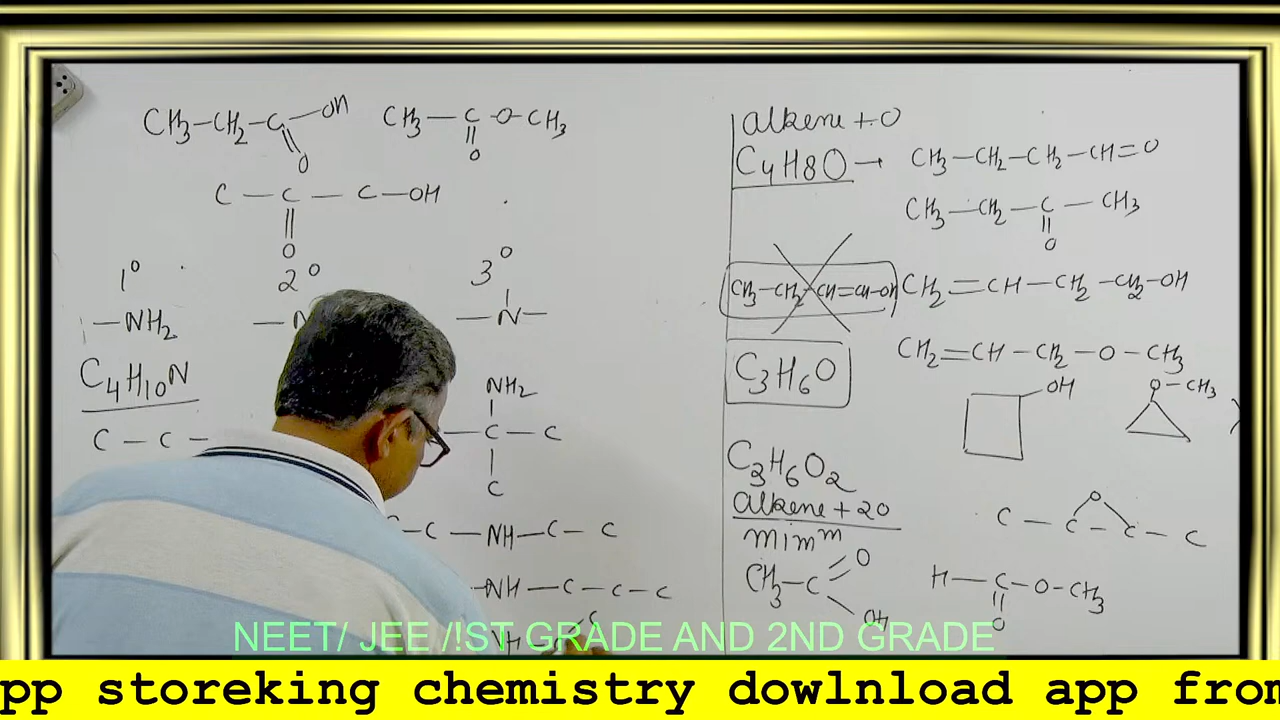 CH3-CH2-C-OH CH3-C-O-CH3
O O
C-C-C-OH
O
1° 2° 3°
-NH2 -N -N-
C4H10N
C-C-
NH2
-C-C
C
C-C-NH-C-C
-NH-C-C-C
NH C
alkene+O
C4H8O→ CH3-CH2-CH2-CH=O
CH3-CH2-C-CH3
O
CH3-CH2-CH=CH-OH CH2=CH-CH2-CH2-OH
C3H6O CH2=CH-CH2-O-CH3
OH O-CH3
C3H6O2
alkene+2O
mimm
O
C-C-C-C
CH3-C=O
OH
H-C-O-CH3
O
NEET/ JEE /!ST GRADE AND 2ND GRADE
pp storeking chemistry dowlnload app from